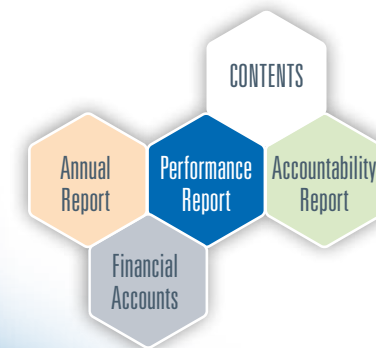 CONTENTS
Annual
Report
Performance
Report
Accountability
Report
Financial
Accounts